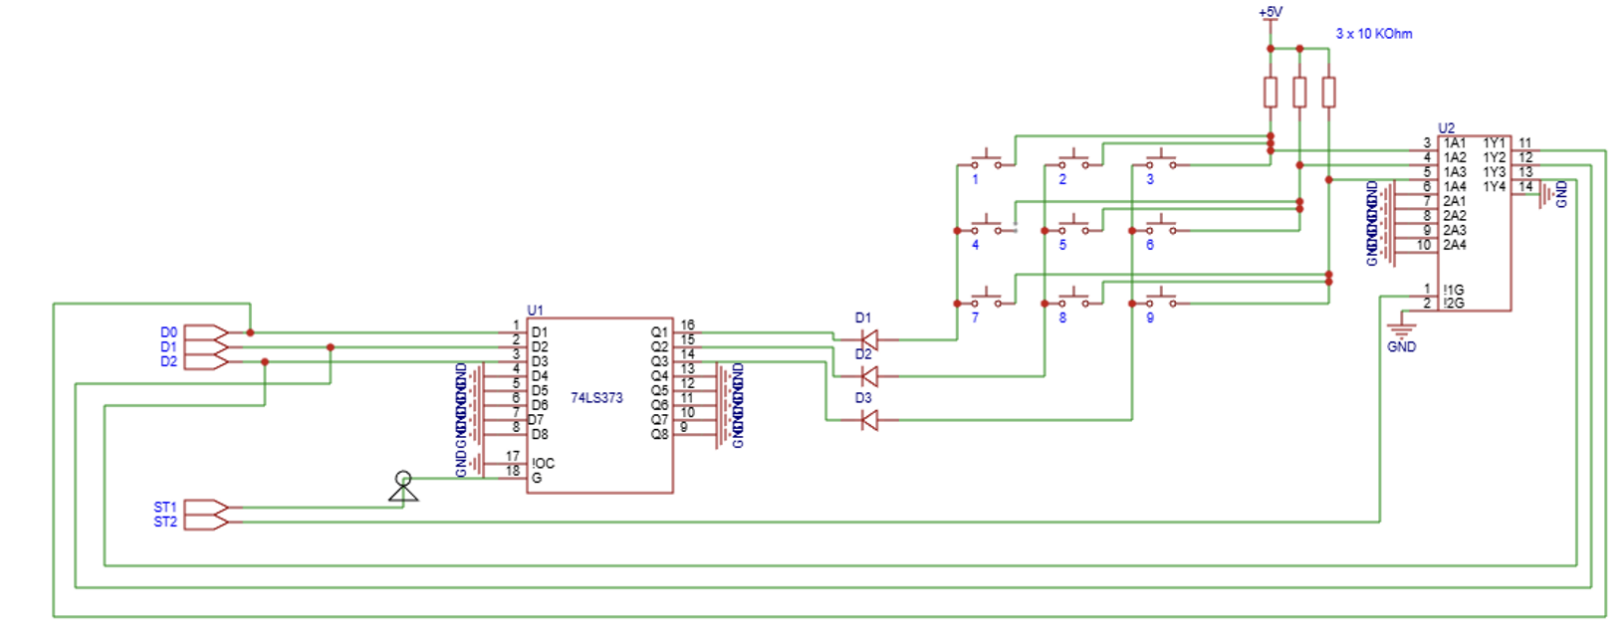 +5V
3 x 10 KOhm
U2
3 1A1 1Y1 11
4 1A2 1Y2 12
5 1A3 1Y3 13
6 1A4 1Y4 14
7 2A1
8 2A2
9 2A3
10 2A4
GND
GND
1 !1G
2 !2G
GND
1 2 3
4 5 6
7 8 9
U1
D0
D1
D2
1 D1 Q1 16
2 D2 Q2 15
3 D3 Q3 14
4 D4 Q4 13
5 D5 Q5 12
6 D6 Q6 11
7 D7 Q7 10
8 D8 Q8 9
74LS373
GND
GND
17 !OC
18 G
GND
D1
D2
D3
ST1
ST2